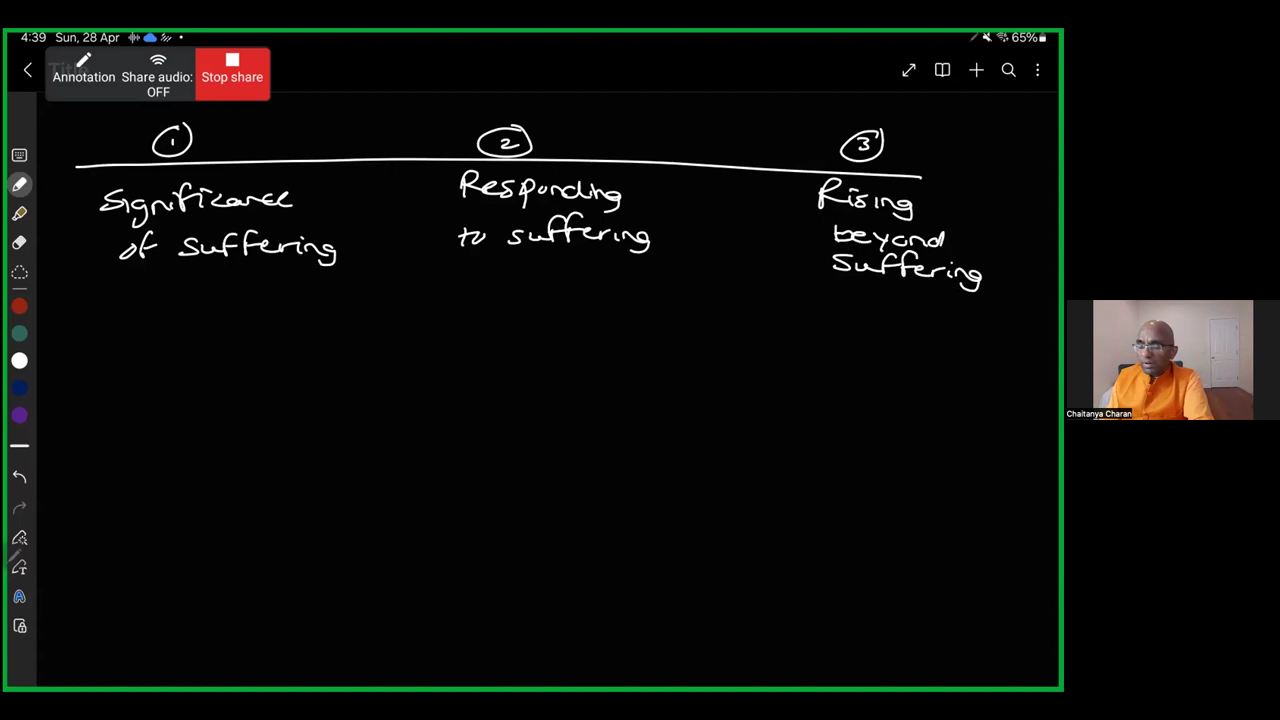 4:39 Sun, 28 Apr
65%
Title
Annotation
Share audio: OFF
Stop share
1
2
3
Significance
of suffering
Responding
to suffering
Rising
beyond
Suffering
Chaitanya Charan